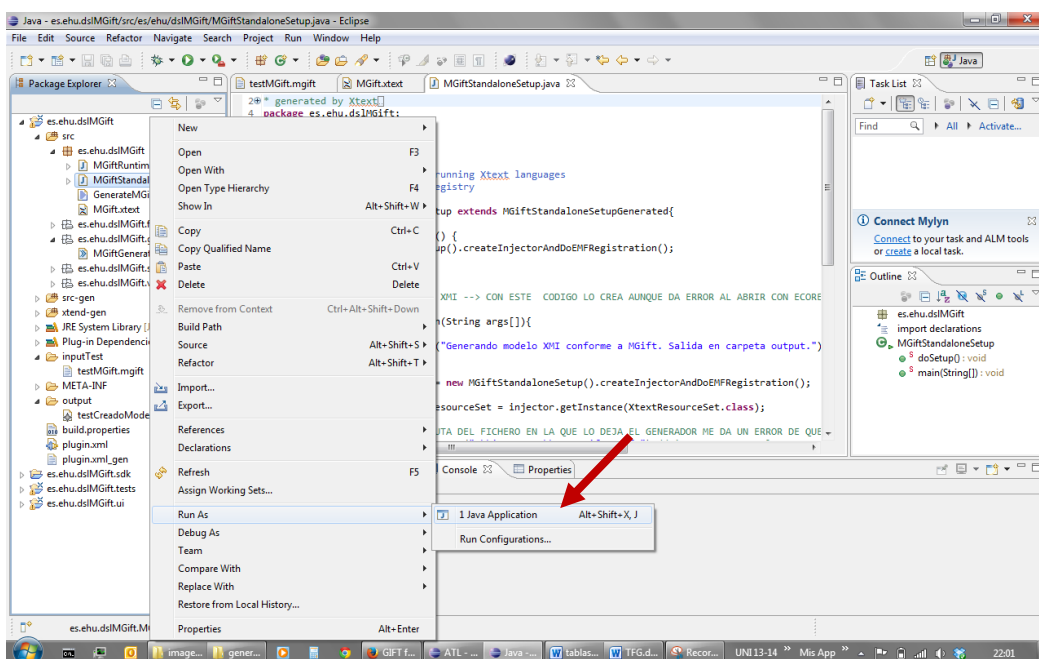 Java - es.ehu.dslMGift/src/es/ehu/dslMGift/MGiftStandaloneSetup.java - Eclipse
File Edit Source Refactor Navigate Search Project Run Window Help
Java
Package Explorer
testMGift.mgift MGift.xtext MGiftStandaloneSetup.java
Task List
es.ehu.dslMGift
src
es.ehu.dslMGift
MGiftRuntim
MGiftStandal
GenerateMGi
MGift.xtext
es.ehu.dslMGift.f
es.ehu.dslMGift.g
MGiftGenerat
es.ehu.dslMGift.s
es.ehu.dslMGift.v
src-gen
xtend-gen
JRE System Library [J
Plug-in Dependenci
inputTest
testMGift.mgift
META-INF
output
testCreadoMode
build.properties
plugin.xml
plugin.xml_gen
es.ehu.dslMGift.sdk
es.ehu.dslMGift.tests
es.ehu.dslMGift.ui
New
Open F3
Open With
Open Type Hierarchy F4
Show In Alt+Shift+W
Copy Ctrl+C
Copy Qualified Name
Paste Ctrl+V
Delete Delete
Remove from Context Ctrl+Alt+Shift+Down
Build Path
Source Alt+Shift+S
Refactor Alt+Shift+T
Import...
Export...
References
Declarations
Refresh F5
Assign Working Sets...
Run As
Debug As
Team
Compare With
Replace With
Restore from Local History...
Properties Alt+Enter
1 Java Application Alt+Shift+X, J
Run Configurations...
2 * generated by Xtext
4 package es.ehu.dslMGift;
running Xtext languages
egistry
tup extends MGiftStandaloneSetupGenerated{
() {
up().createInjectorAndDoEMFRegistration();
XMI --> CON ESTE CODIGO LO CREA AUNQUE DA ERROR AL ABRIR CON ECORE
n(String args[]){
("Generando modelo XMI conforme a MGift. Salida en carpeta output.")
= new MGiftStandaloneSetup().createInjectorAndDoEMFRegistration();
esourceSet = injector.getInstance(XtextResourceSet.class);
UTA DEL FICHERO EN LA QUE LO DEJA EL GENERADOR ME DA UN ERROR DE QUE
Console Properties
Find All Activate...
Connect Mylyn
Connect to your task and ALM tools
or create a local task.
Outline
es.ehu.dslMGift
import declarations
MGiftStandaloneSetup
doSetup() : void
main(String[]) : void
es.ehu.dslMGift.M
image... gener... GIFT f... ATL - ... Java -... tablas... TFG.d... Recor... UNI 13-14 » Mis App » 22:01